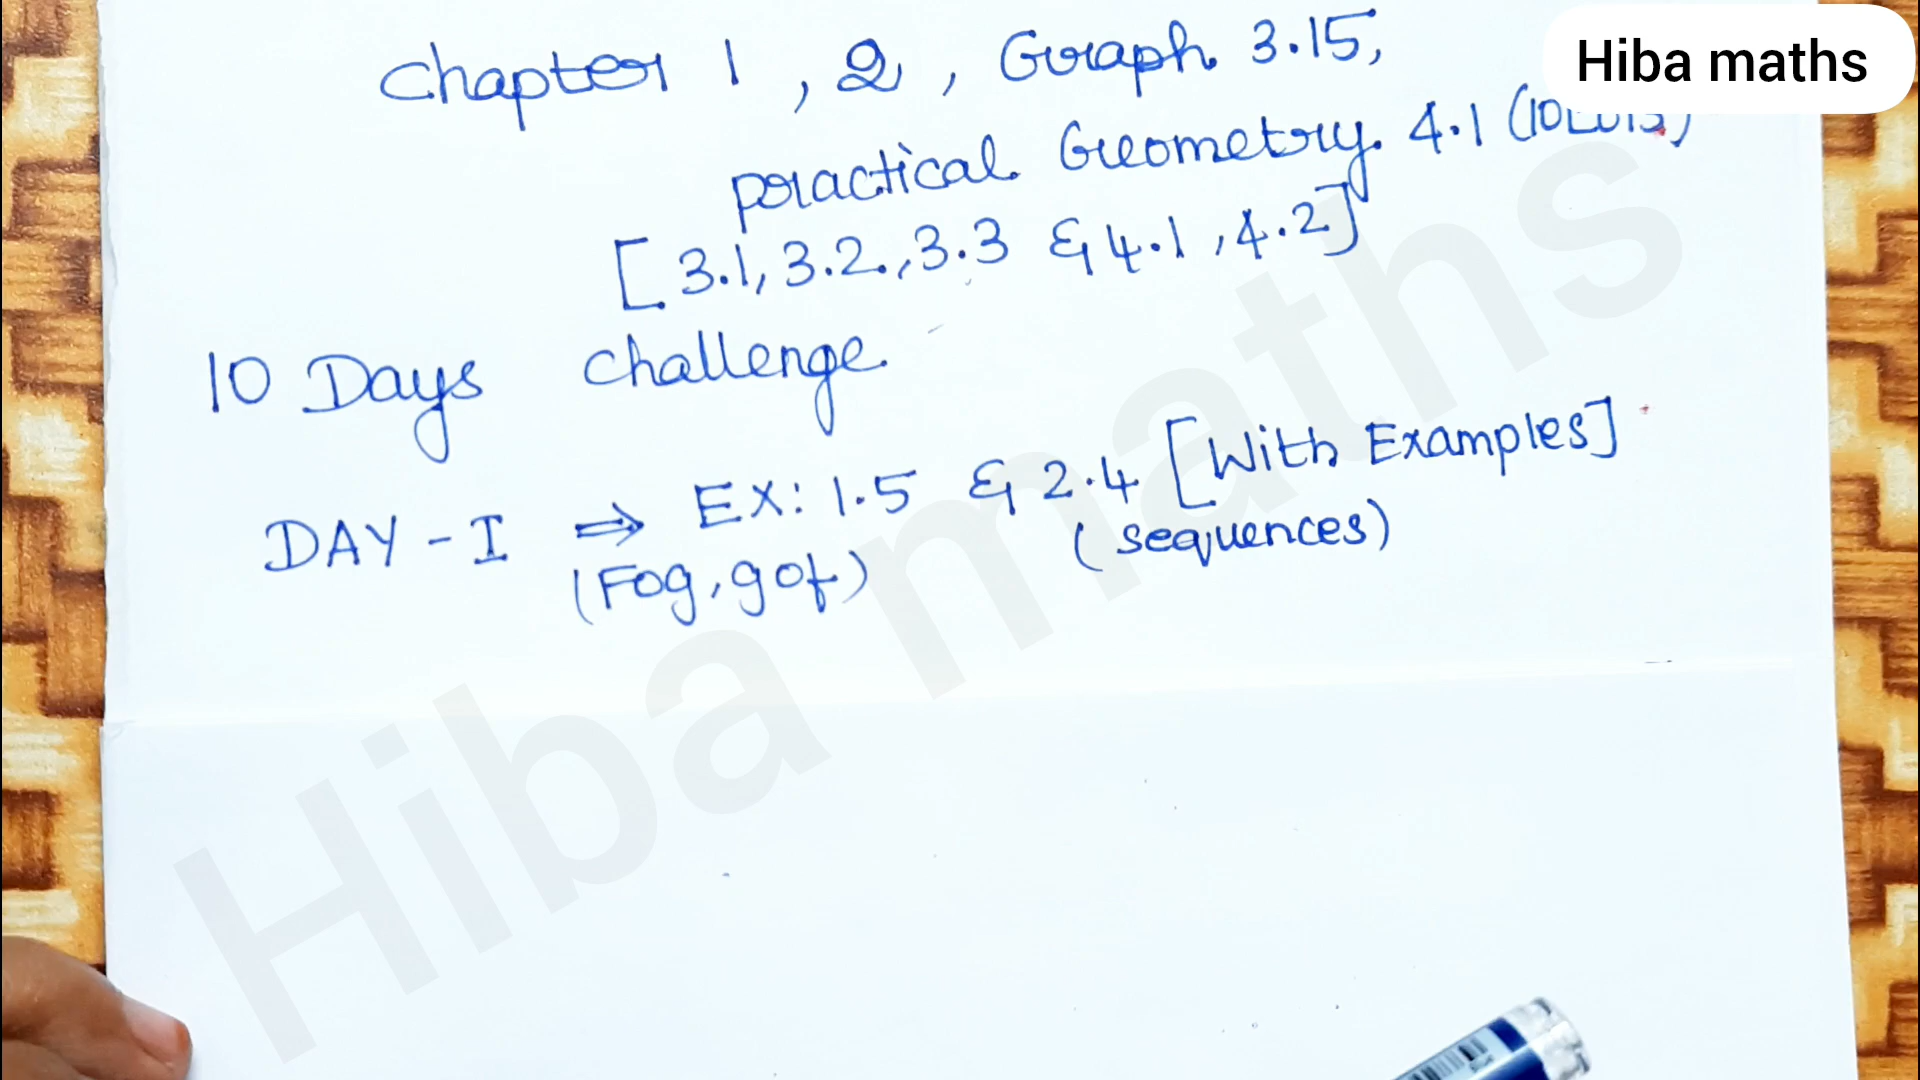 Hiba maths
Chapter 1, 2, Graph 3.15,
practical Geometry. 4.1
[3.1, 3.2, 3.3 & 4.1, 4.2]
10 Days challenge
DAY - I ⇒ EX: 1.5 & 2.4 [With Examples]
(Fog, gof) (sequences)
Hiba maths